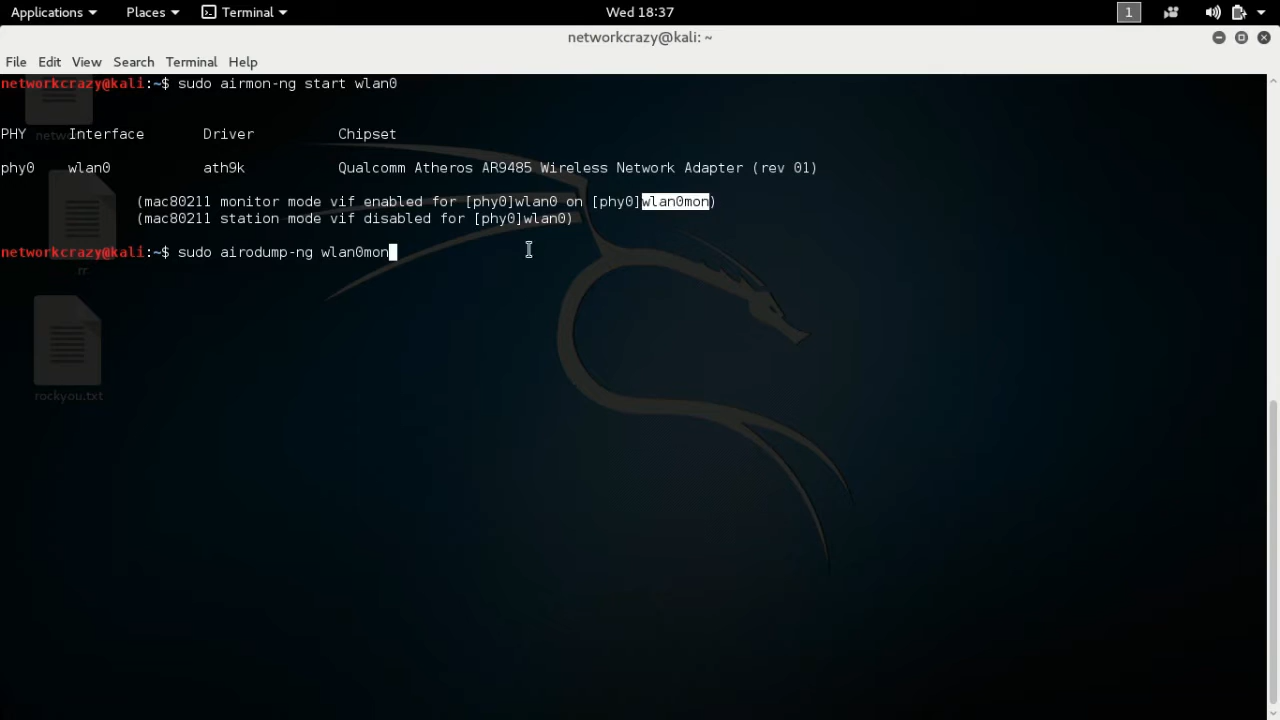 Applications Places Terminal Wed 18:37 1
networkcrazy@kali: ~
File Edit View Search Terminal Help
networkcrazy@kali:~$ sudo airmon-ng start wlan0
PHY Interface Driver Chipset
phy0 wlan0 ath9k Qualcomm Atheros AR9485 Wireless Network Adapter (rev 01)
(mac80211 monitor mode vif enabled for [phy0]wlan0 on [phy0]wlan0mon)
(mac80211 station mode vif disabled for [phy0]wlan0)
networkcrazy@kali:~$ sudo airodump-ng wlan0mon
rr
rockyou.txt